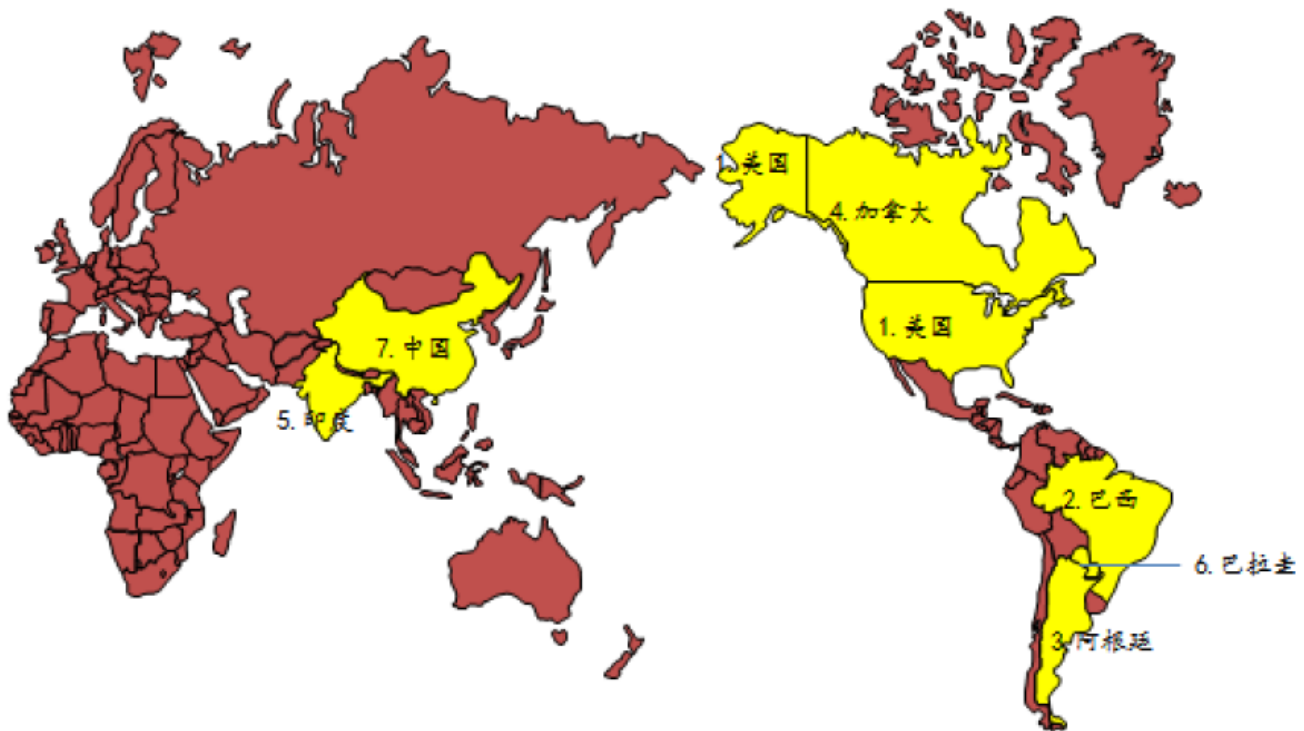 1. 美国
4. 加拿大
1. 美国
7. 中国
5. 印度
2. 巴西
6. 巴拉圭
3. 阿根廷